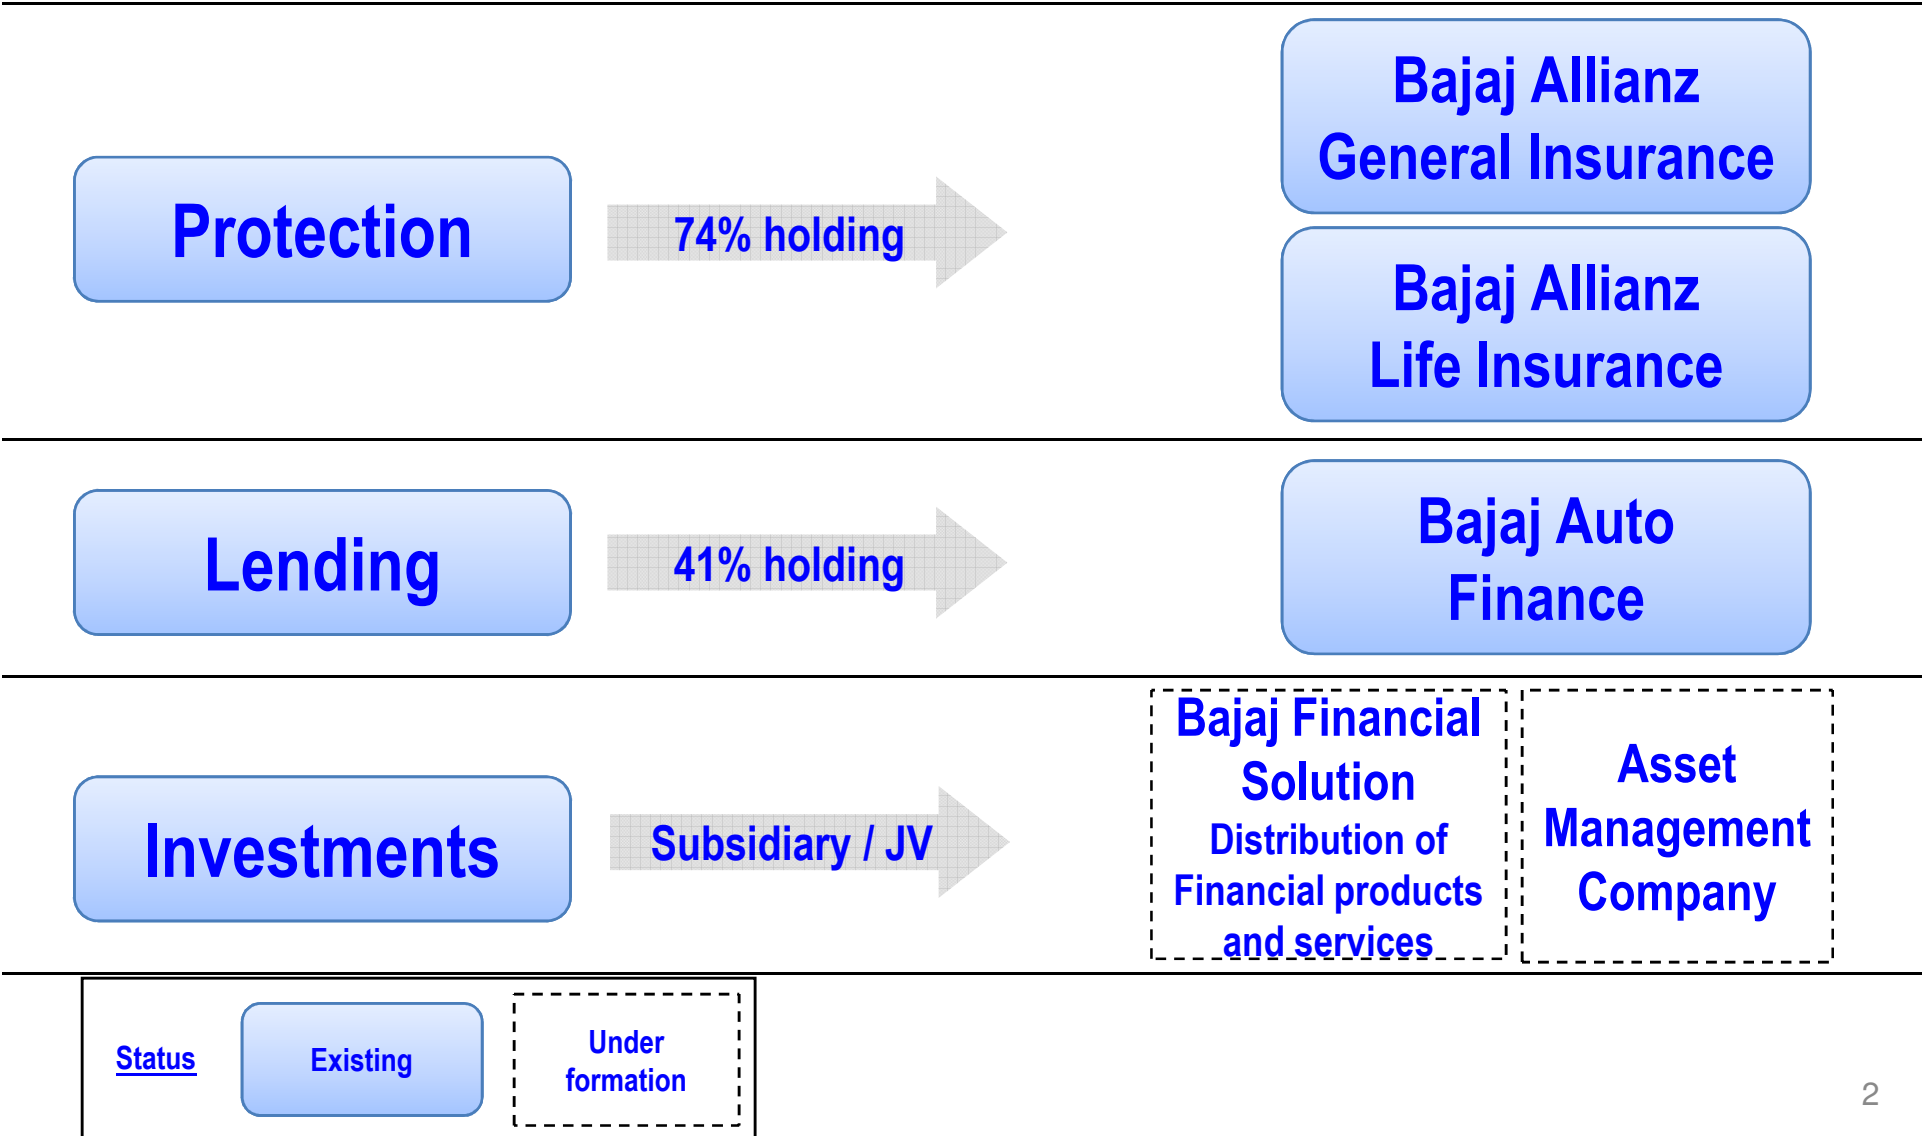 Protection
74% holding
Bajaj Allianz
General Insurance
Bajaj Allianz
Life Insurance
Lending
41% holding
Bajaj Auto
Finance
Investments
Subsidiary / JV
Bajaj Financial
Solution
Distribution of
Financial products
and services
Asset
Management
Company
Status
Existing
Under
formation
2